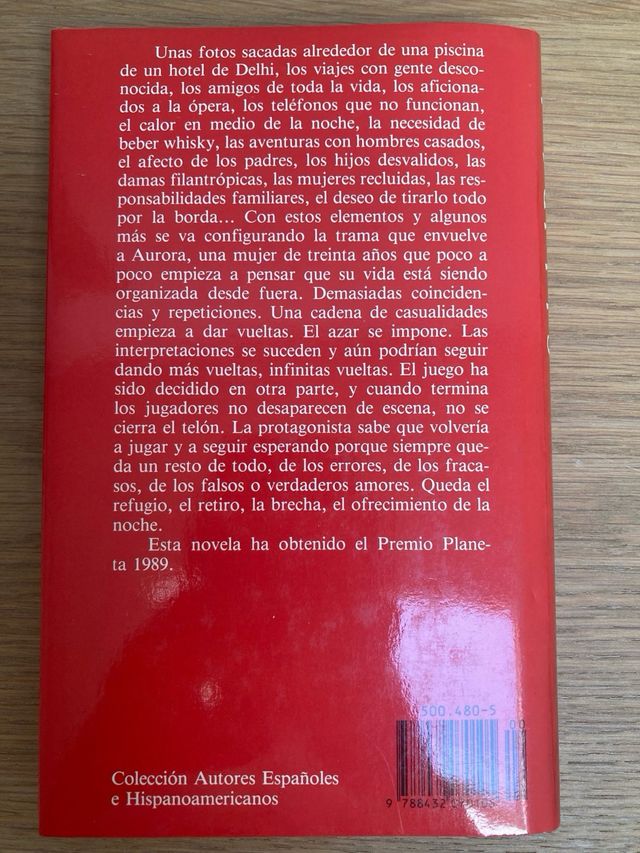 Unas fotos sacadas alrededor de una piscina
de un hotel de Delhi, los viajes con gente desco-
nocida, los amigos de toda la vida, los aficiona-
dos a la ópera, los teléfonos que no funcionan,
el calor en medio de la noche, la necesidad de
beber whisky, las aventuras con hombres casados,
el afecto de los padres, los hijos desvalidos, las
damas filantrópicas, las mujeres recluidas, las res-
ponsabilidades familiares, el deseo de tirarlo todo
por la borda... Con estos elementos y algunos
más se va configurando la trama que envuelve
a Aurora, una mujer de treinta años que poco a
poco empieza a pensar que su vida está siendo
organizada desde fuera. Demasiadas coinciden-
cias y repeticiones. Una cadena de casualidades
empieza a dar vueltas. El azar se impone. Las
interpretaciones se suceden y aún podrían seguir
dando más vueltas, infinitas vueltas. El juego ha
sido decidido en otra parte, y cuando termina
los jugadores no desaparecen de escena, no se
cierra el telón. La protagonista sabe que volvería
a jugar y a seguir esperando porque siempre que-
da un resto de todo, de los errores, de los fraca-
sos, de los falsos o verdaderos amores. Queda el
refugio, el retiro, la brecha, el ofrecimiento de la
noche.
Esta novela ha obtenido el Premio Plane-
ta 1989.
500.480-5
00
9 788432
Colección Autores Españoles
e Hispanoamericanos